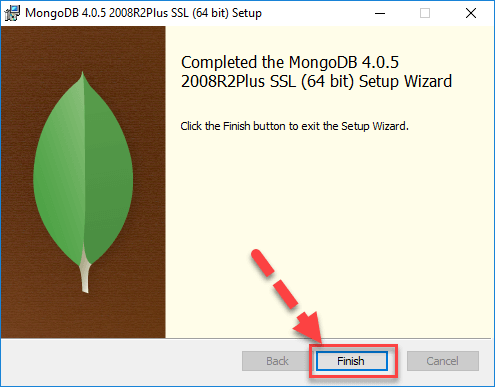 MongoDB 4.0.5 2008R2Plus SSL (64 bit) Setup
Completed the MongoDB 4.0.5
2008R2Plus SSL (64 bit) Setup Wizard
Click the Finish button to exit the Setup Wizard.
Back Finish Cancel